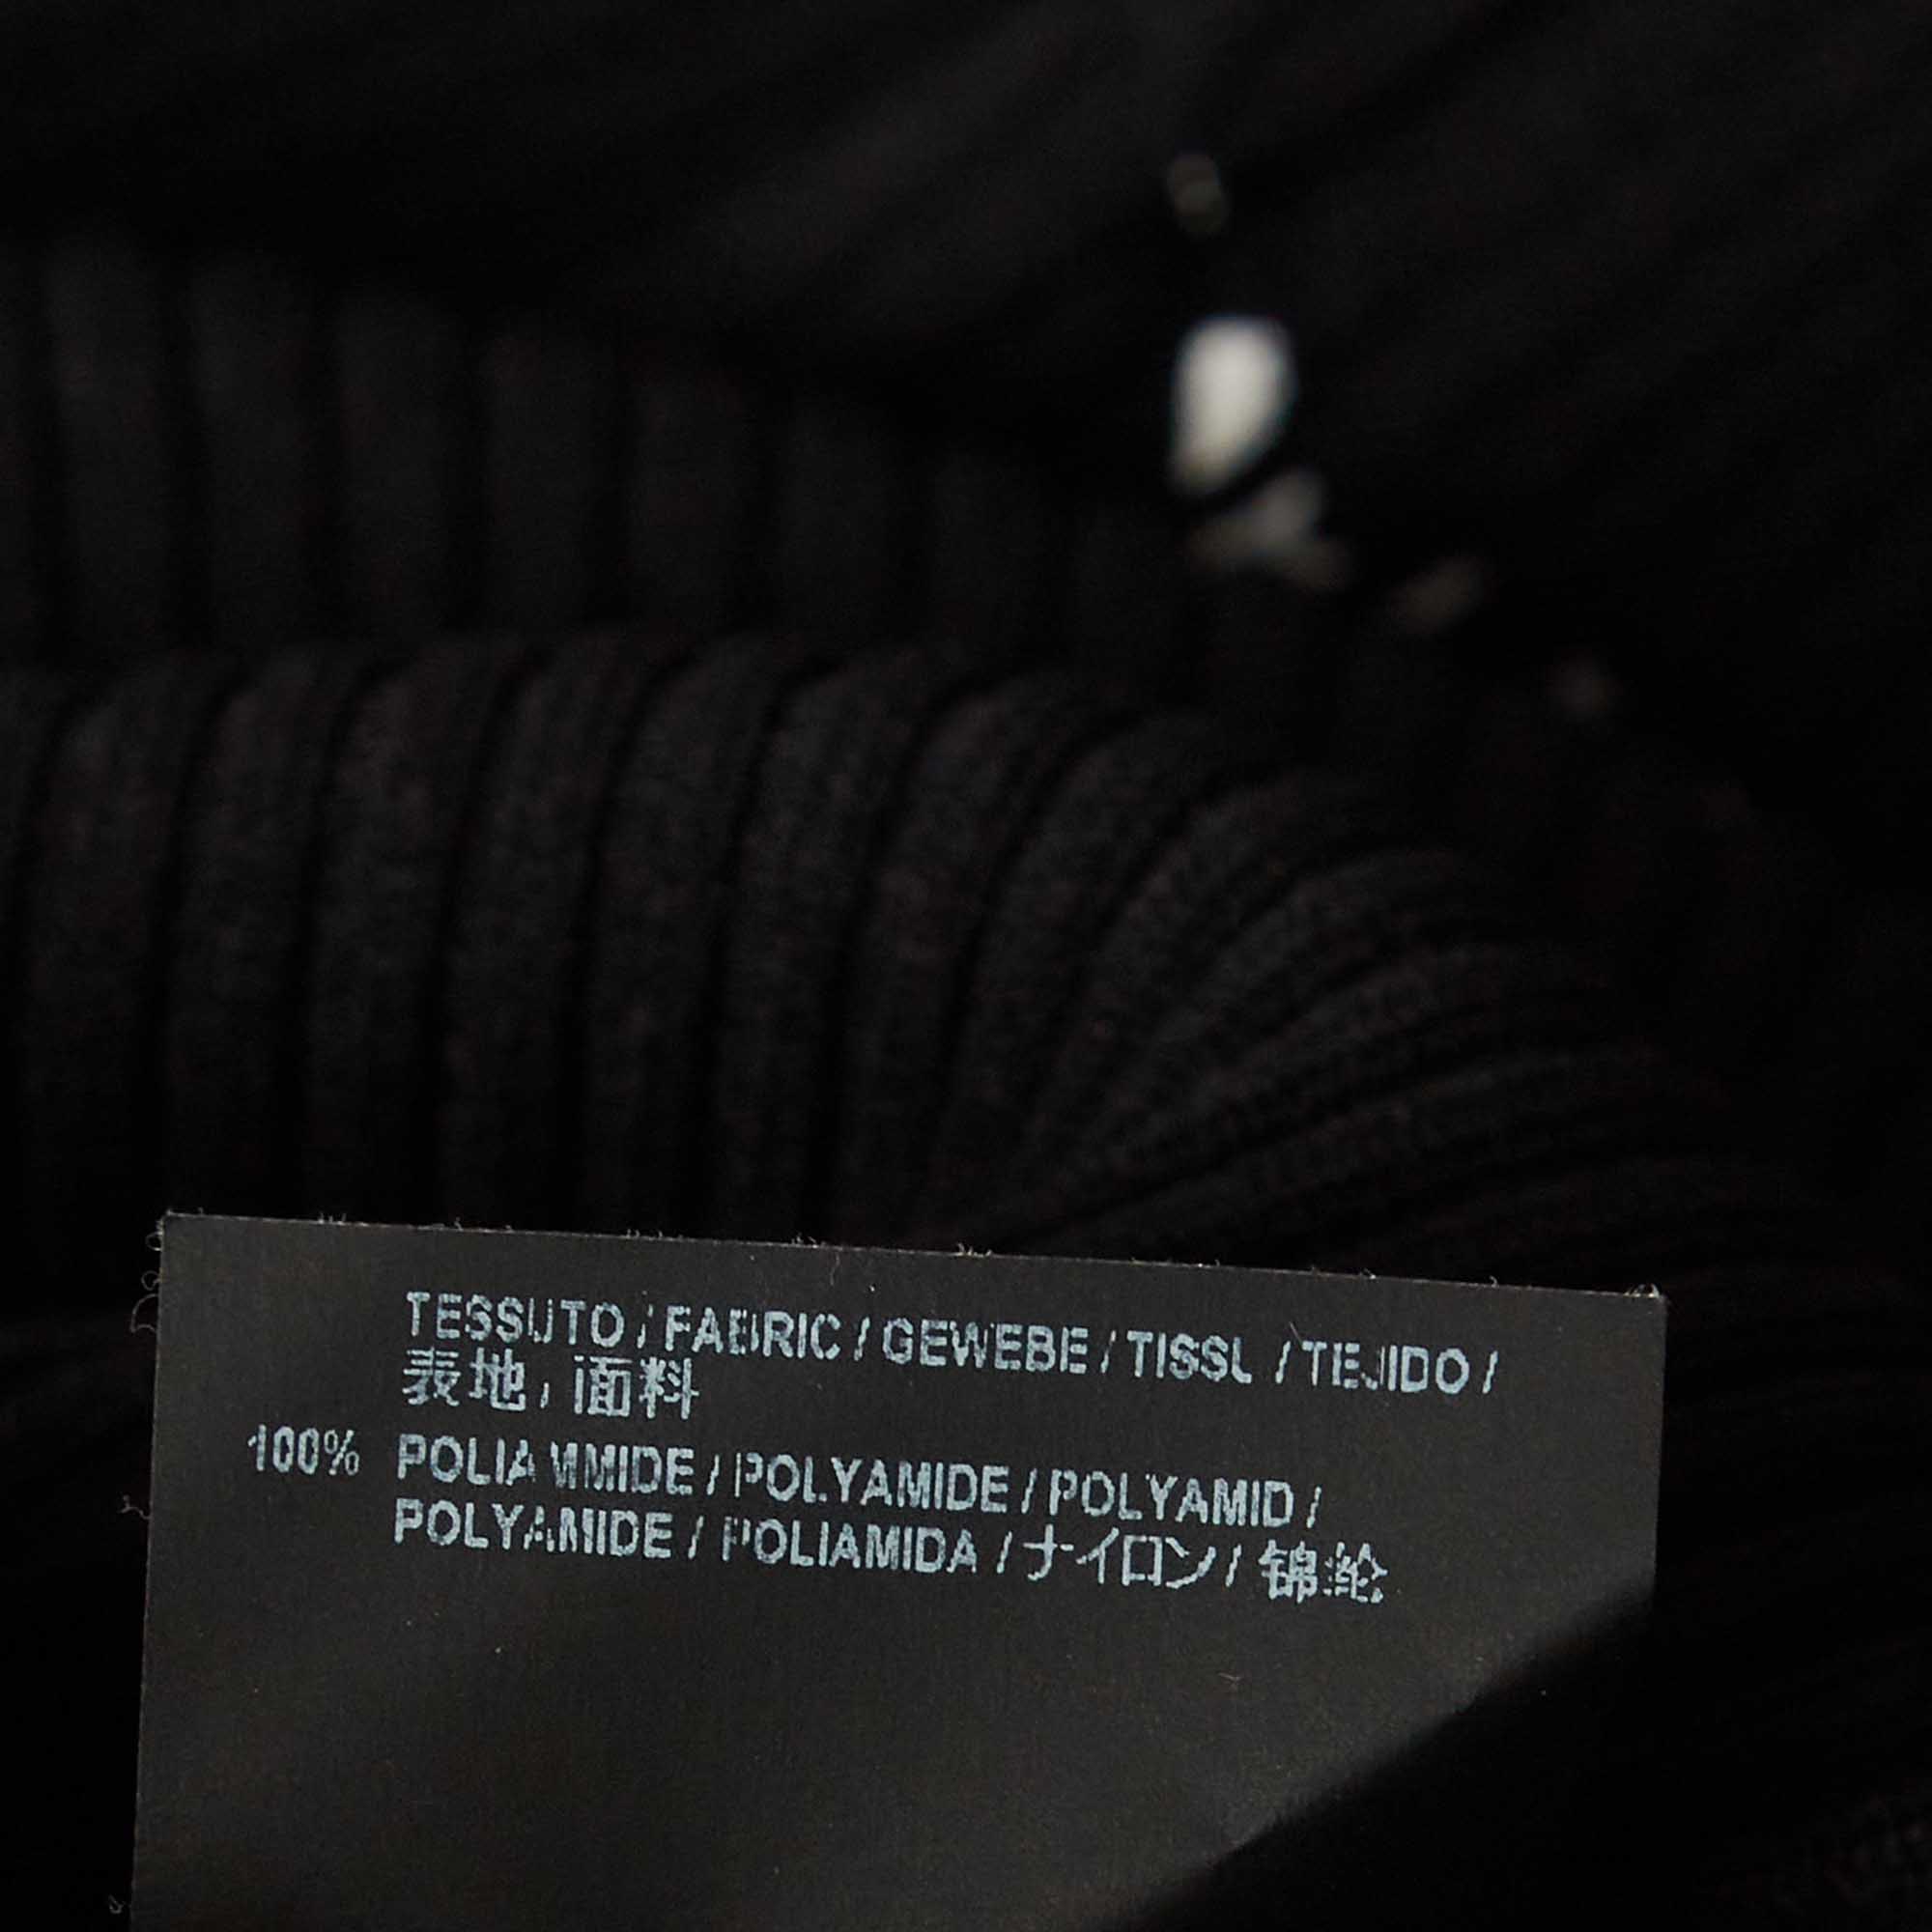 TESSUTO / FABRIC / GEWEBE / TISSU / TEJIDO /
表地 / 面料
100% POLIAMMIDE / POLYAMIDE / POLYAMID /
POLYAMIDE / POLIAMIDA / ナイロン / 锦纶